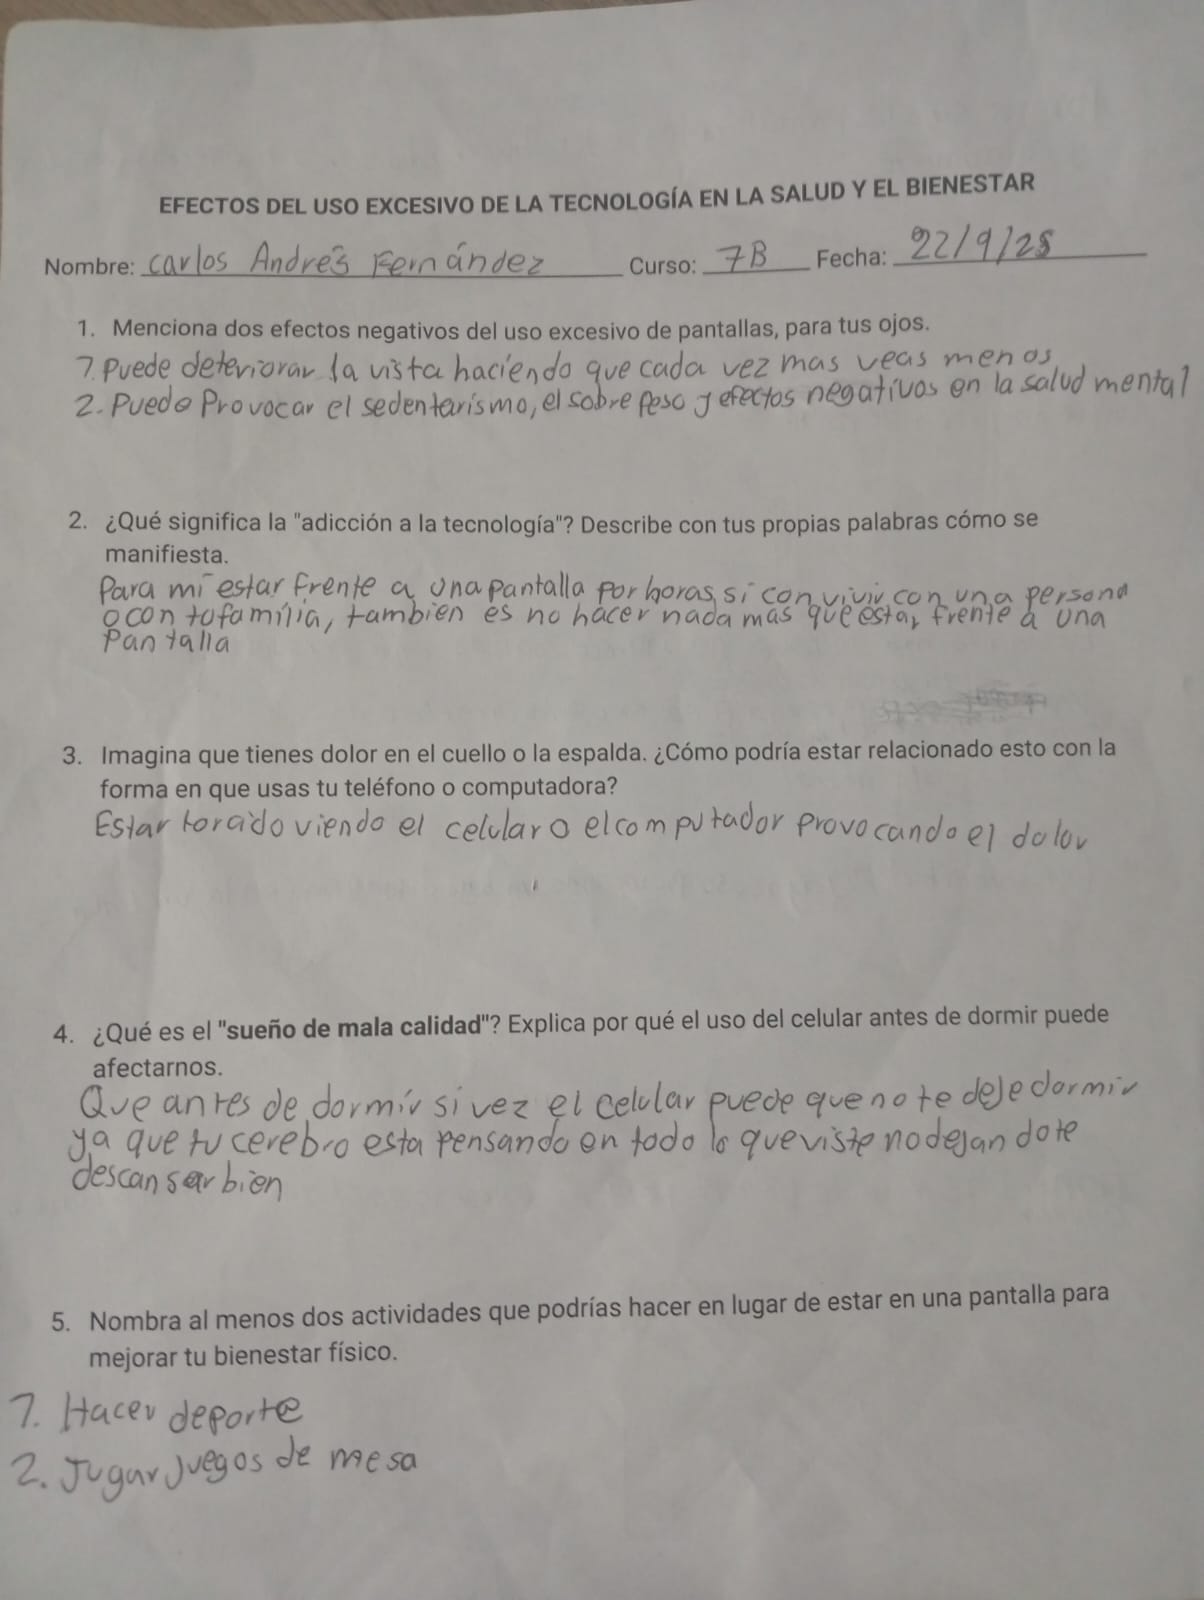 EFECTOS DEL USO EXCESIVO DE LA TECNOLOGÍA EN LA SALUD Y EL BIENESTAR
Nombre: Carlos Andrés Fernández Curso: 7B Fecha: 22/9/25
1. Menciona dos efectos negativos del uso excesivo de pantallas, para tus ojos.
1. Puede deteriorar la vista haciendo que cada vez mas veas menos
2. Puede Provocar el sedentarismo, el sobre peso y efectos negativos en la salud mental
2. ¿Qué significa la "adicción a la tecnología"? Describe con tus propias palabras cómo se
manifiesta.
Para mi estar frente a una pantalla por horas, si convivir con una persona
o con tu familia, tambien es no hacer nada mas que estar frente a una
Pantalla
3. Imagina que tienes dolor en el cuello o la espalda. ¿Cómo podría estar relacionado esto con la
forma en que usas tu teléfono o computadora?
Estar torcido viendo el celular o el computador provocando el dolor
4. ¿Qué es el "sueño de mala calidad"? Explica por qué el uso del celular antes de dormir puede
afectarnos.
Que antes de dormir si vez el celular puede que no te deje dormir
ya que tu cerebro esta pensando en todo lo que viste no dejandote
descansar bien
5. Nombra al menos dos actividades que podrías hacer en lugar de estar en una pantalla para
mejorar tu bienestar físico.
1. Hacer deporte
2. Jugar juegos de mesa